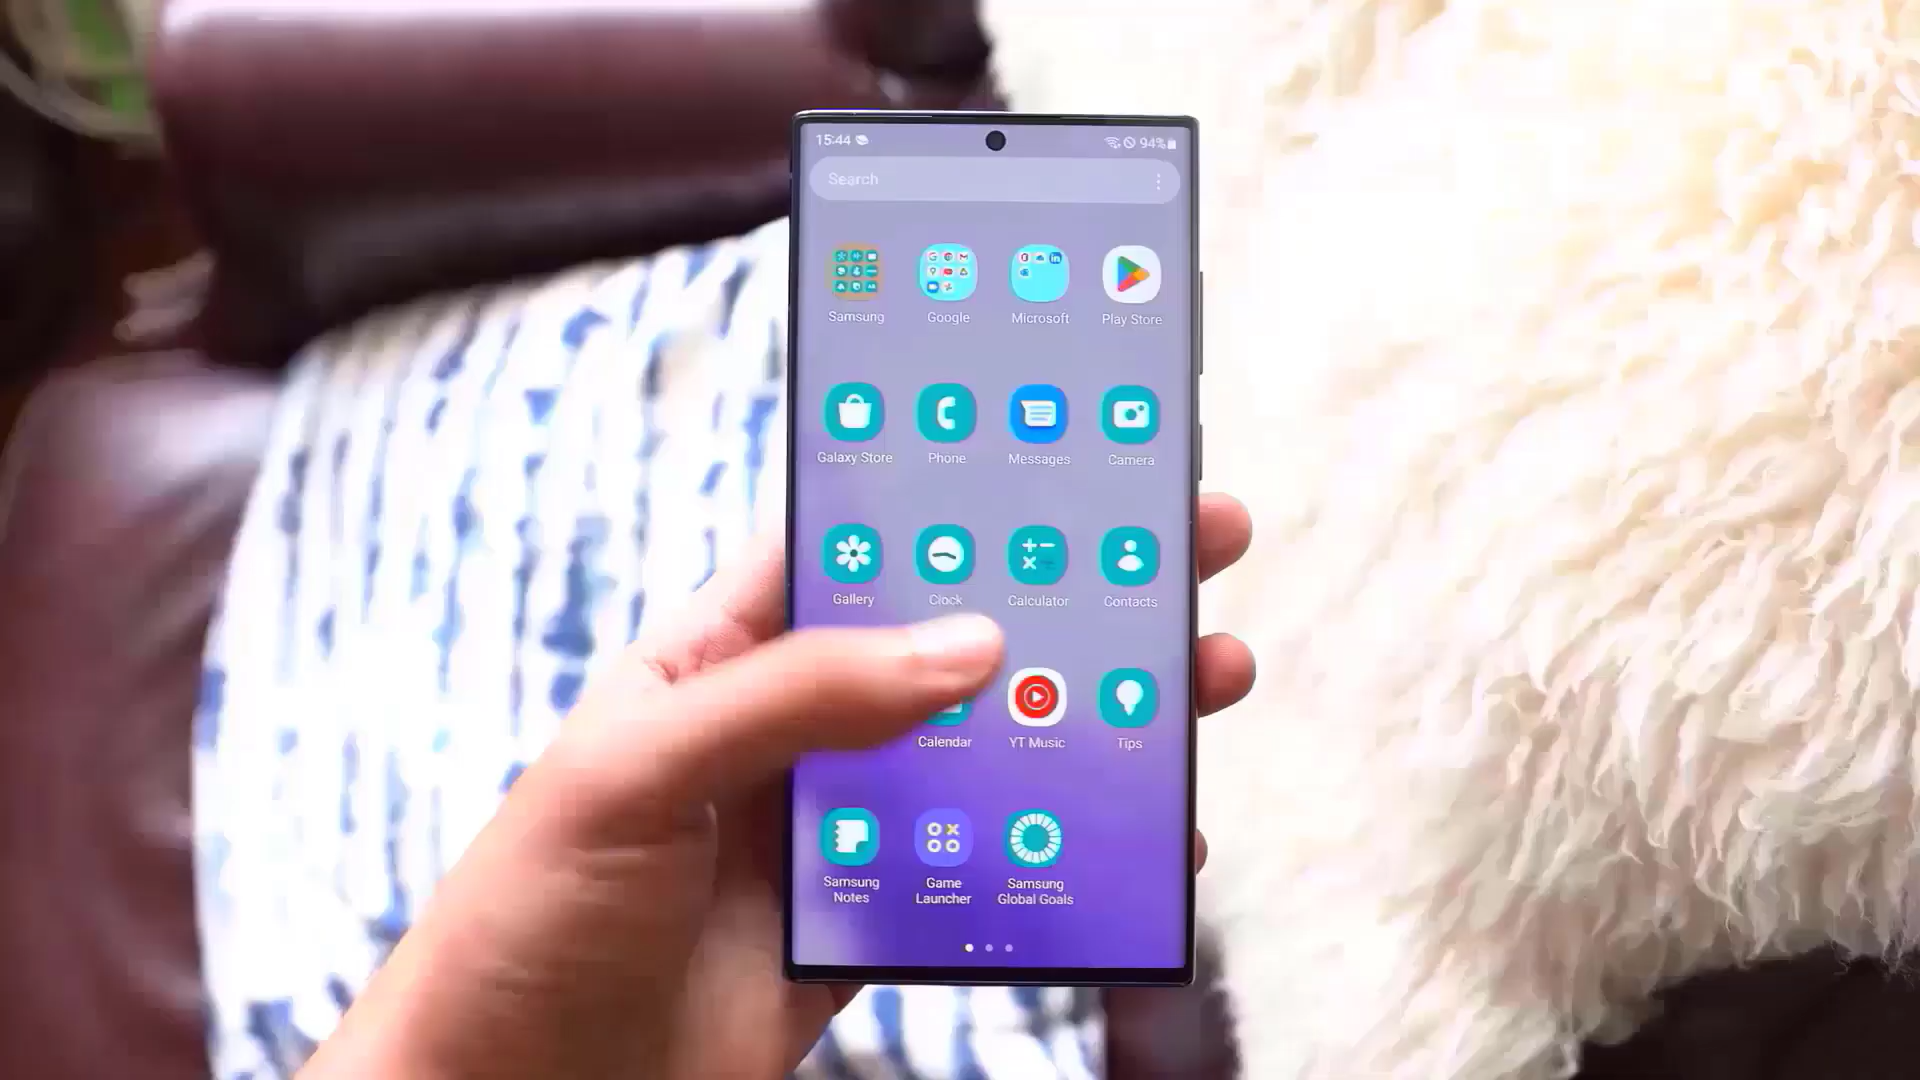 15:44
94%
Search
Samsung
Google
Microsoft
Play Store
Galaxy Store
Phone
Messages
Camera
Gallery
Clock
Calculator
Contacts
Calendar
YT Music
Tips
Samsung
Notes
Game
Launcher
Samsung
Global Goals